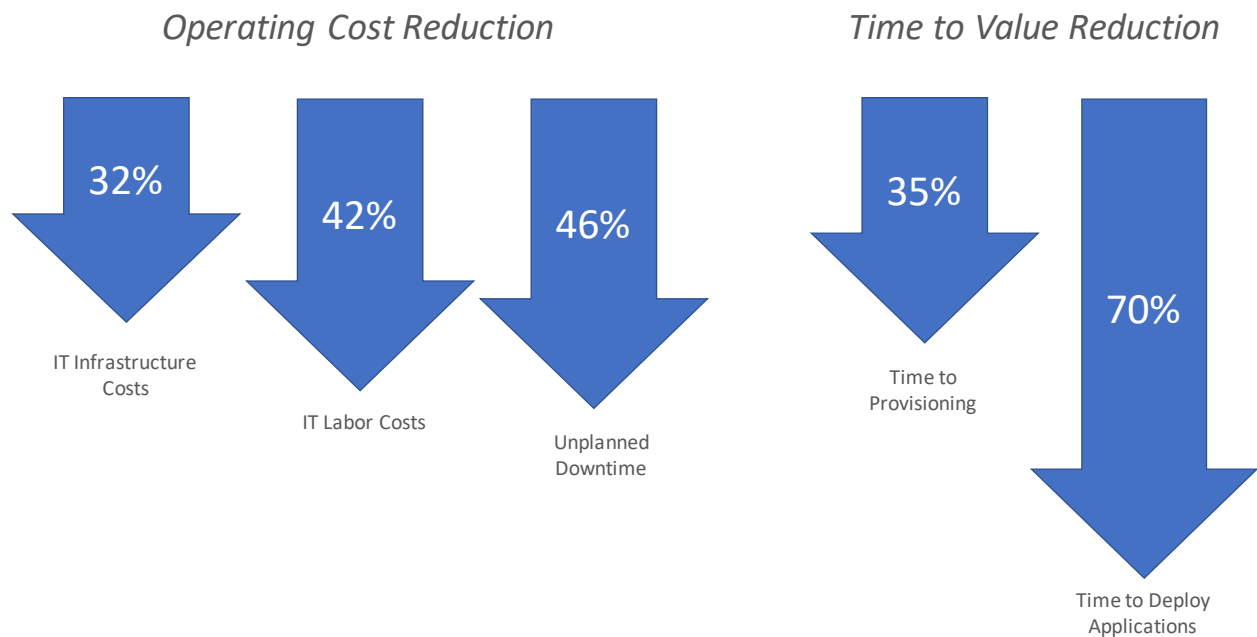 Operating Cost Reduction
Time to Value Reduction
32%
42%
46%
35%
70%
IT Infrastructure
Costs
IT Labor Costs
Unplanned
Downtime
Time to
Provisioning
Time to Deploy
Applications